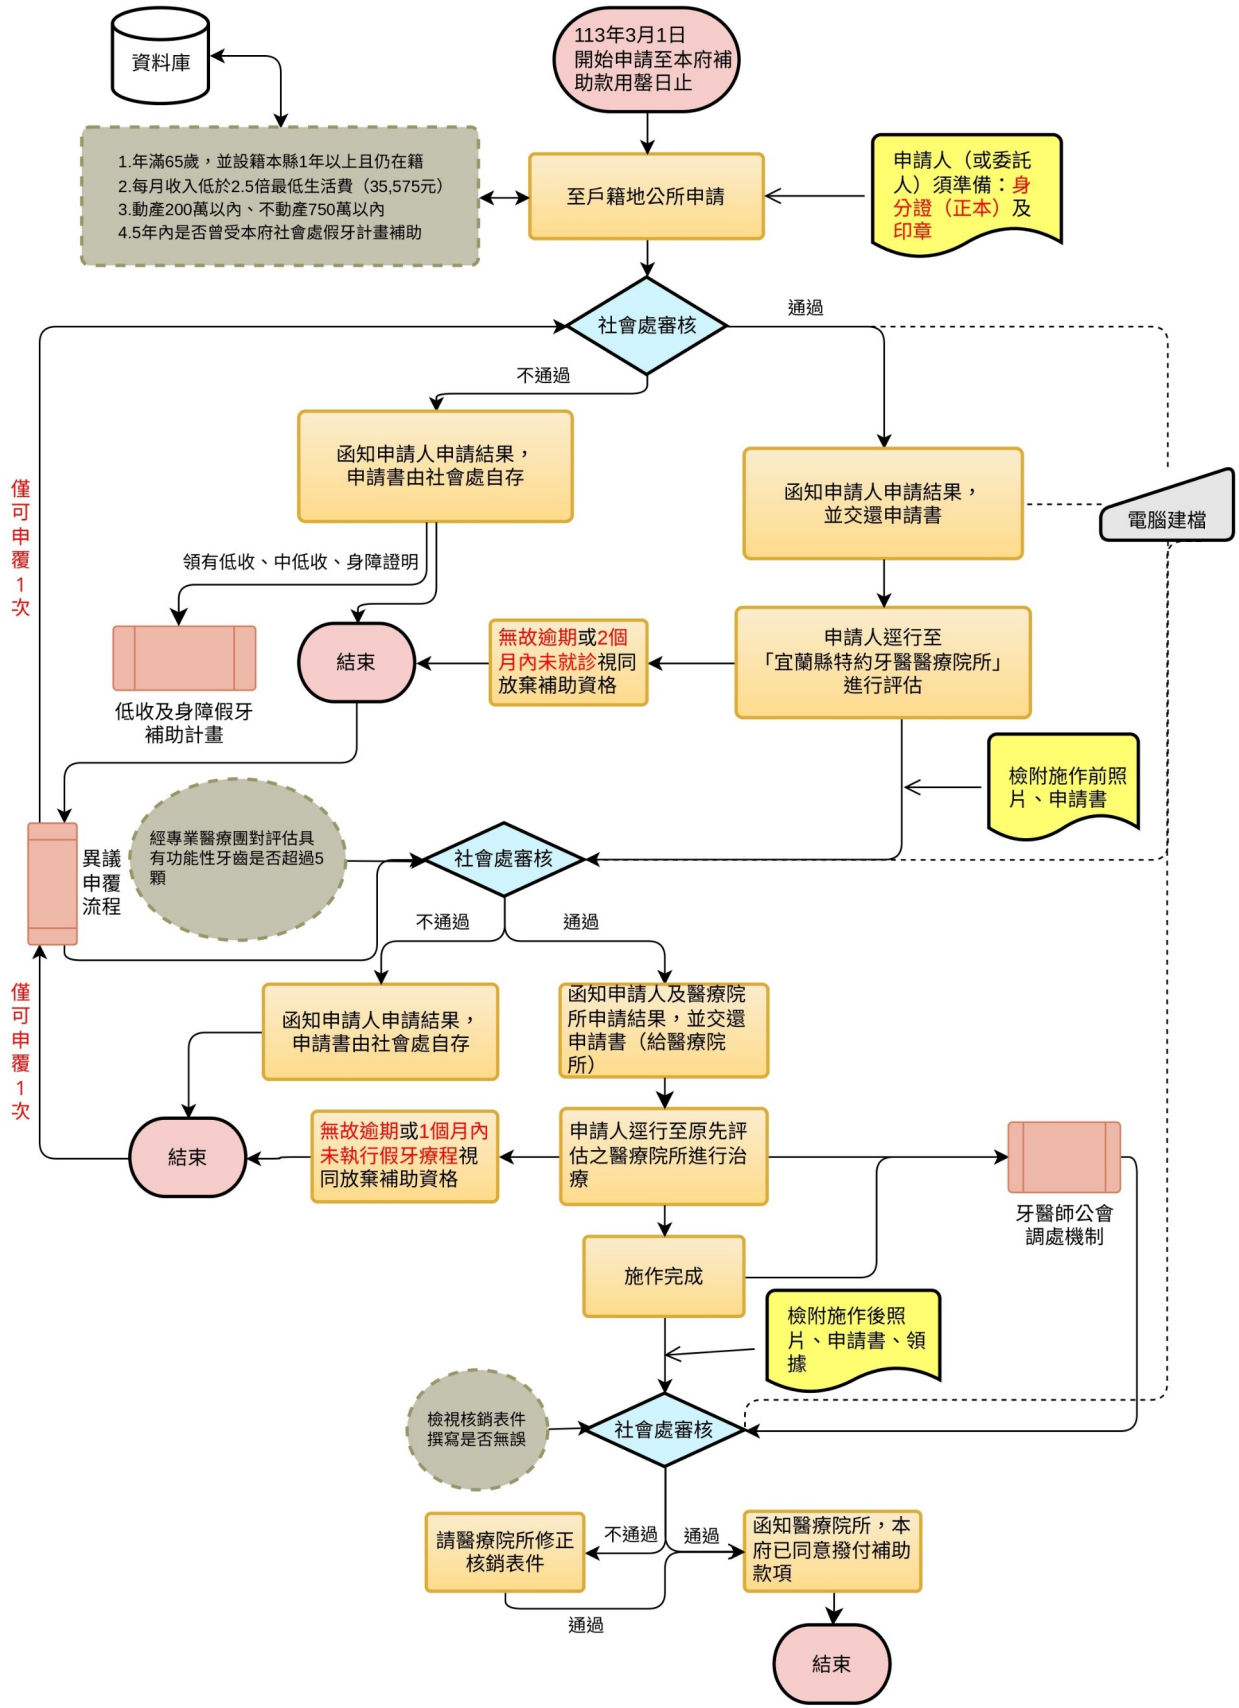 113年3月1日
開始申請至本府補
助款用罄日止
資料庫
1.年滿65歲，並設籍本縣1年以上且仍在籍
2.每月收入低於2.5倍最低生活費（35,575元）
3.動產200萬以內、不動產750萬以內
4.5年內是否曾受本府社會處假牙計畫補助
至戶籍地公所申請
申請人（或委託
人）須準備：身
分證（正本）及
印章
社會處審核
通過
不通過
函知申請人申請結果，
申請書由社會處自存
函知申請人申請結果，
並交還申請書
電腦建檔
僅
可
申
覆
1
次
領有低收、中低收、身障證明
低收及身障假牙
補助計畫
結束
無故逾期或2個
月內未就診視同
放棄補助資格
申請人逕行至
「宜蘭縣特約牙醫醫療院所」
進行評估
檢附施作前照
片、申請書
異議
申覆
流程
經專業醫療團對評估具
有功能性牙齒是否超過5
顆
社會處審核
不通過
通過
僅
可
申
覆
1
次
函知申請人申請結果，
申請書由社會處自存
函知申請人及醫療院
所申請結果，並交還
申請書（給醫療院
所）
結束
無故逾期或1個月內
未執行假牙療程視
同放棄補助資格
申請人逕行至原先評
估之醫療院所進行治
療
牙醫師公會
調處機制
施作完成
檢附施作後照
片、申請書、領
據
檢視核銷表件
撰寫是否無誤
社會處審核
不通過
通過
請醫療院所修正
核銷表件
函知醫療院所，本
府已同意撥付補助
款項
通過
結束